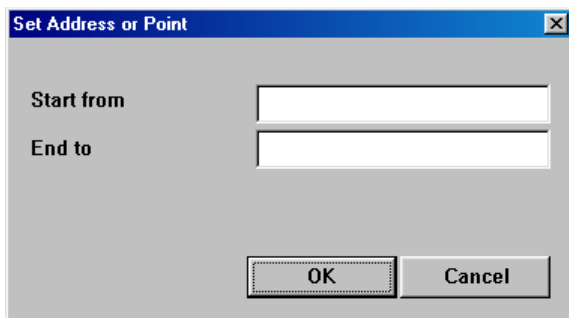 Set Address or Point
Start from
End to
OK
Cancel